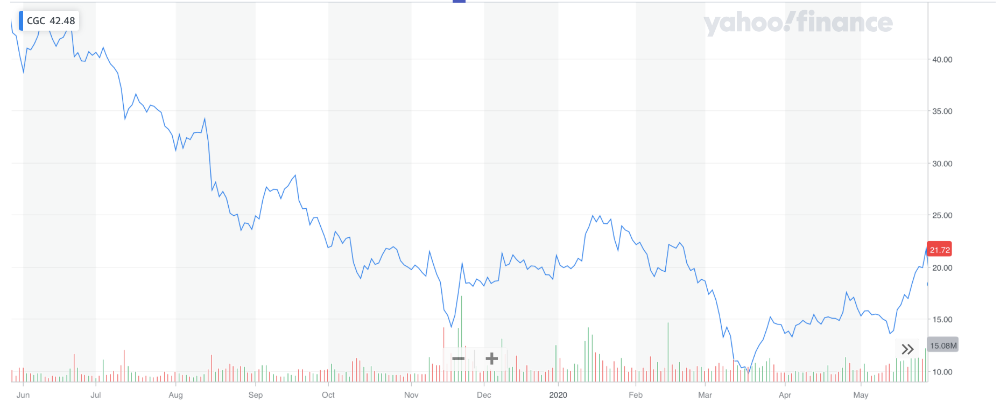 CGC 42.48
yahoo!finance
40.00
35.00
30.00
25.00
21.72
20.00
15.00
15.08M
10.00
Jun Jul Aug Sep Oct Nov Dec 2020 Feb Mar Apr May